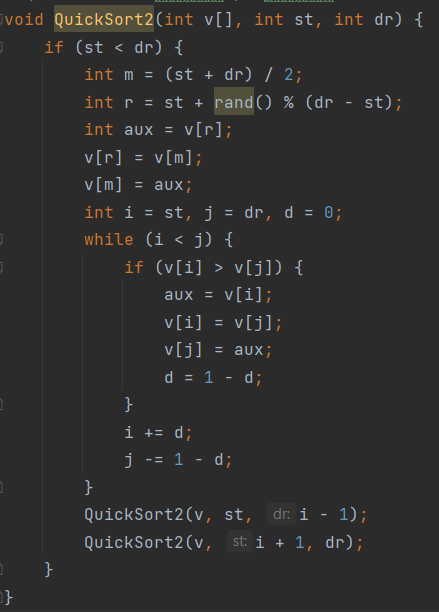 void QuickSort2(int v[], int st, int dr) {
    if (st < dr) {
        int m = (st + dr) / 2;
        int r = st + rand() % (dr - st);
        int aux = v[r];
        v[r] = v[m];
        v[m] = aux;
        int i = st, j = dr, d = 0;
        while (i < j) {
            if (v[i] > v[j]) {
                aux = v[i];
                v[i] = v[j];
                v[j] = aux;
                d = 1 - d;
            }
            i += d;
            j -= 1 - d;
        }
        QuickSort2(v, st, dr: i - 1);
        QuickSort2(v, st: i + 1, dr);
    }
}